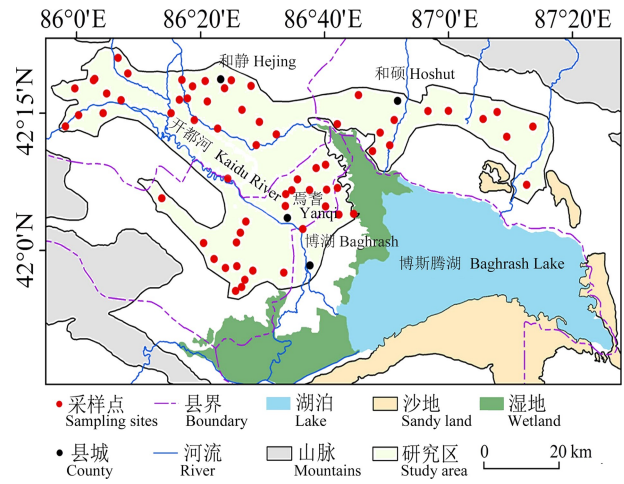 86°0'E 86°20'E 86°40'E 87°0'E 87°20'E
42°15'N
42°0'N
和静 Hejing
和硕 Hoshut
开都河 Kaidu River
焉耆
Yanqi
博湖 Baghrash
博斯腾湖 Baghrash Lake
采样点 县界 湖泊 沙地 湿地
Sampling sites Boundary Lake Sandy land Wetland
县城 河流 山脉 研究区 0 20 km
County River Mountains Study area